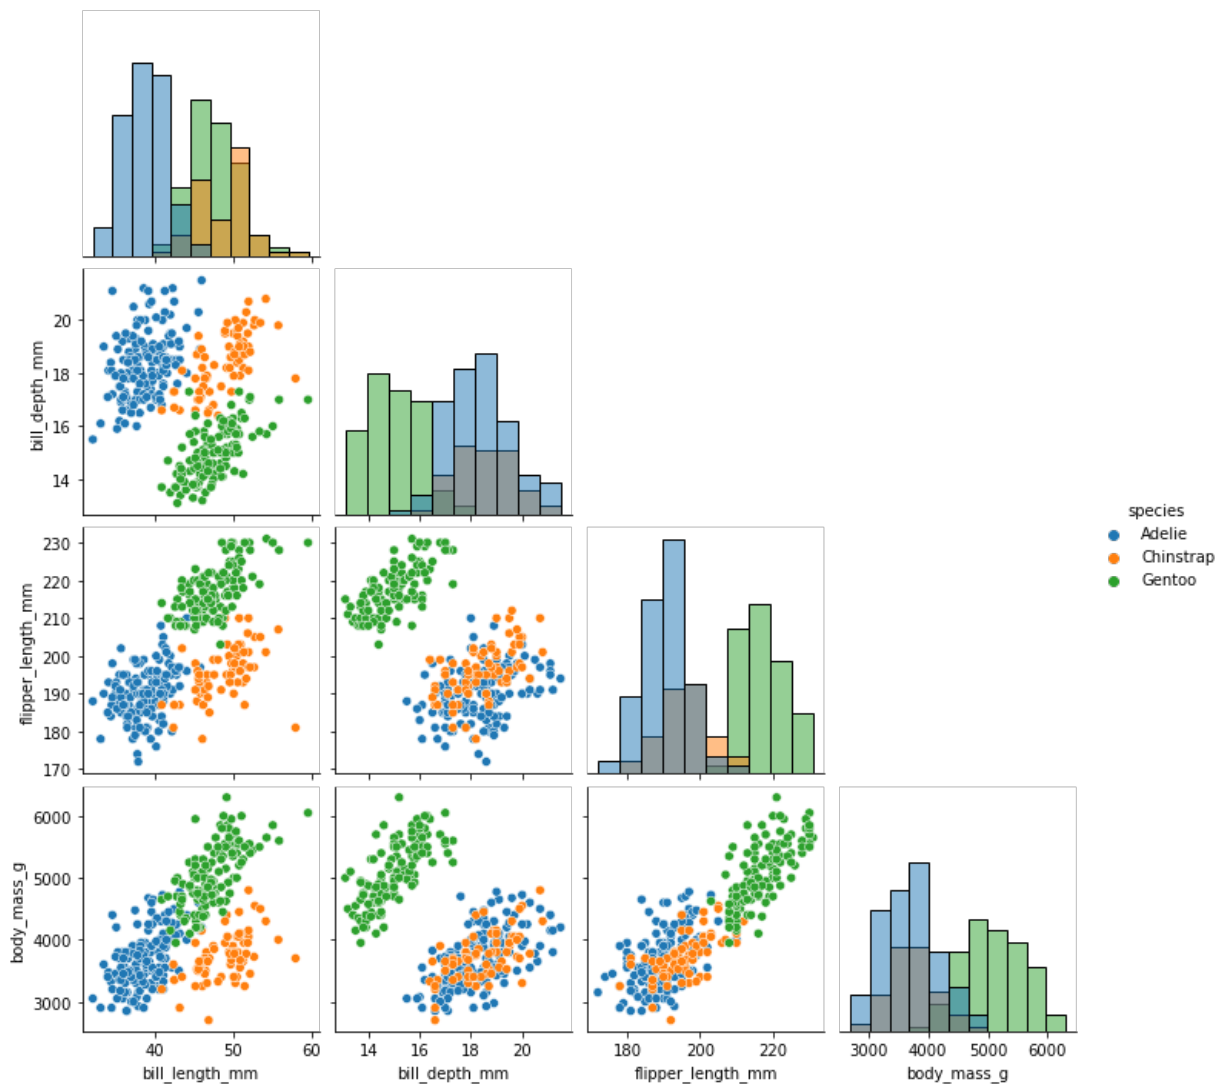 20
18
16
14
bill_depth_mm
230
220
210
200
190
180
170
flipper_length_mm
species
Adelie
Chinstrap
Gentoo
6000
5000
4000
3000
body_mass_g
40 50 60
14 16 18 20
180 200 220
3000 4000 5000 6000
bill_length_mm
bill_depth_mm
flipper_length_mm
body_mass_g